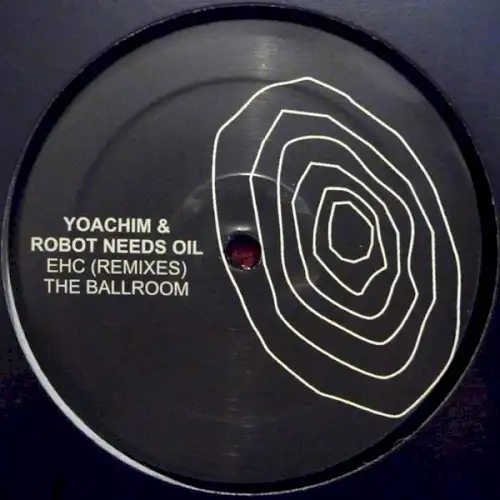 YOACHIM &
ROBOT NEEDS OIL
EHC (REMIXES)
THE BALLROOM